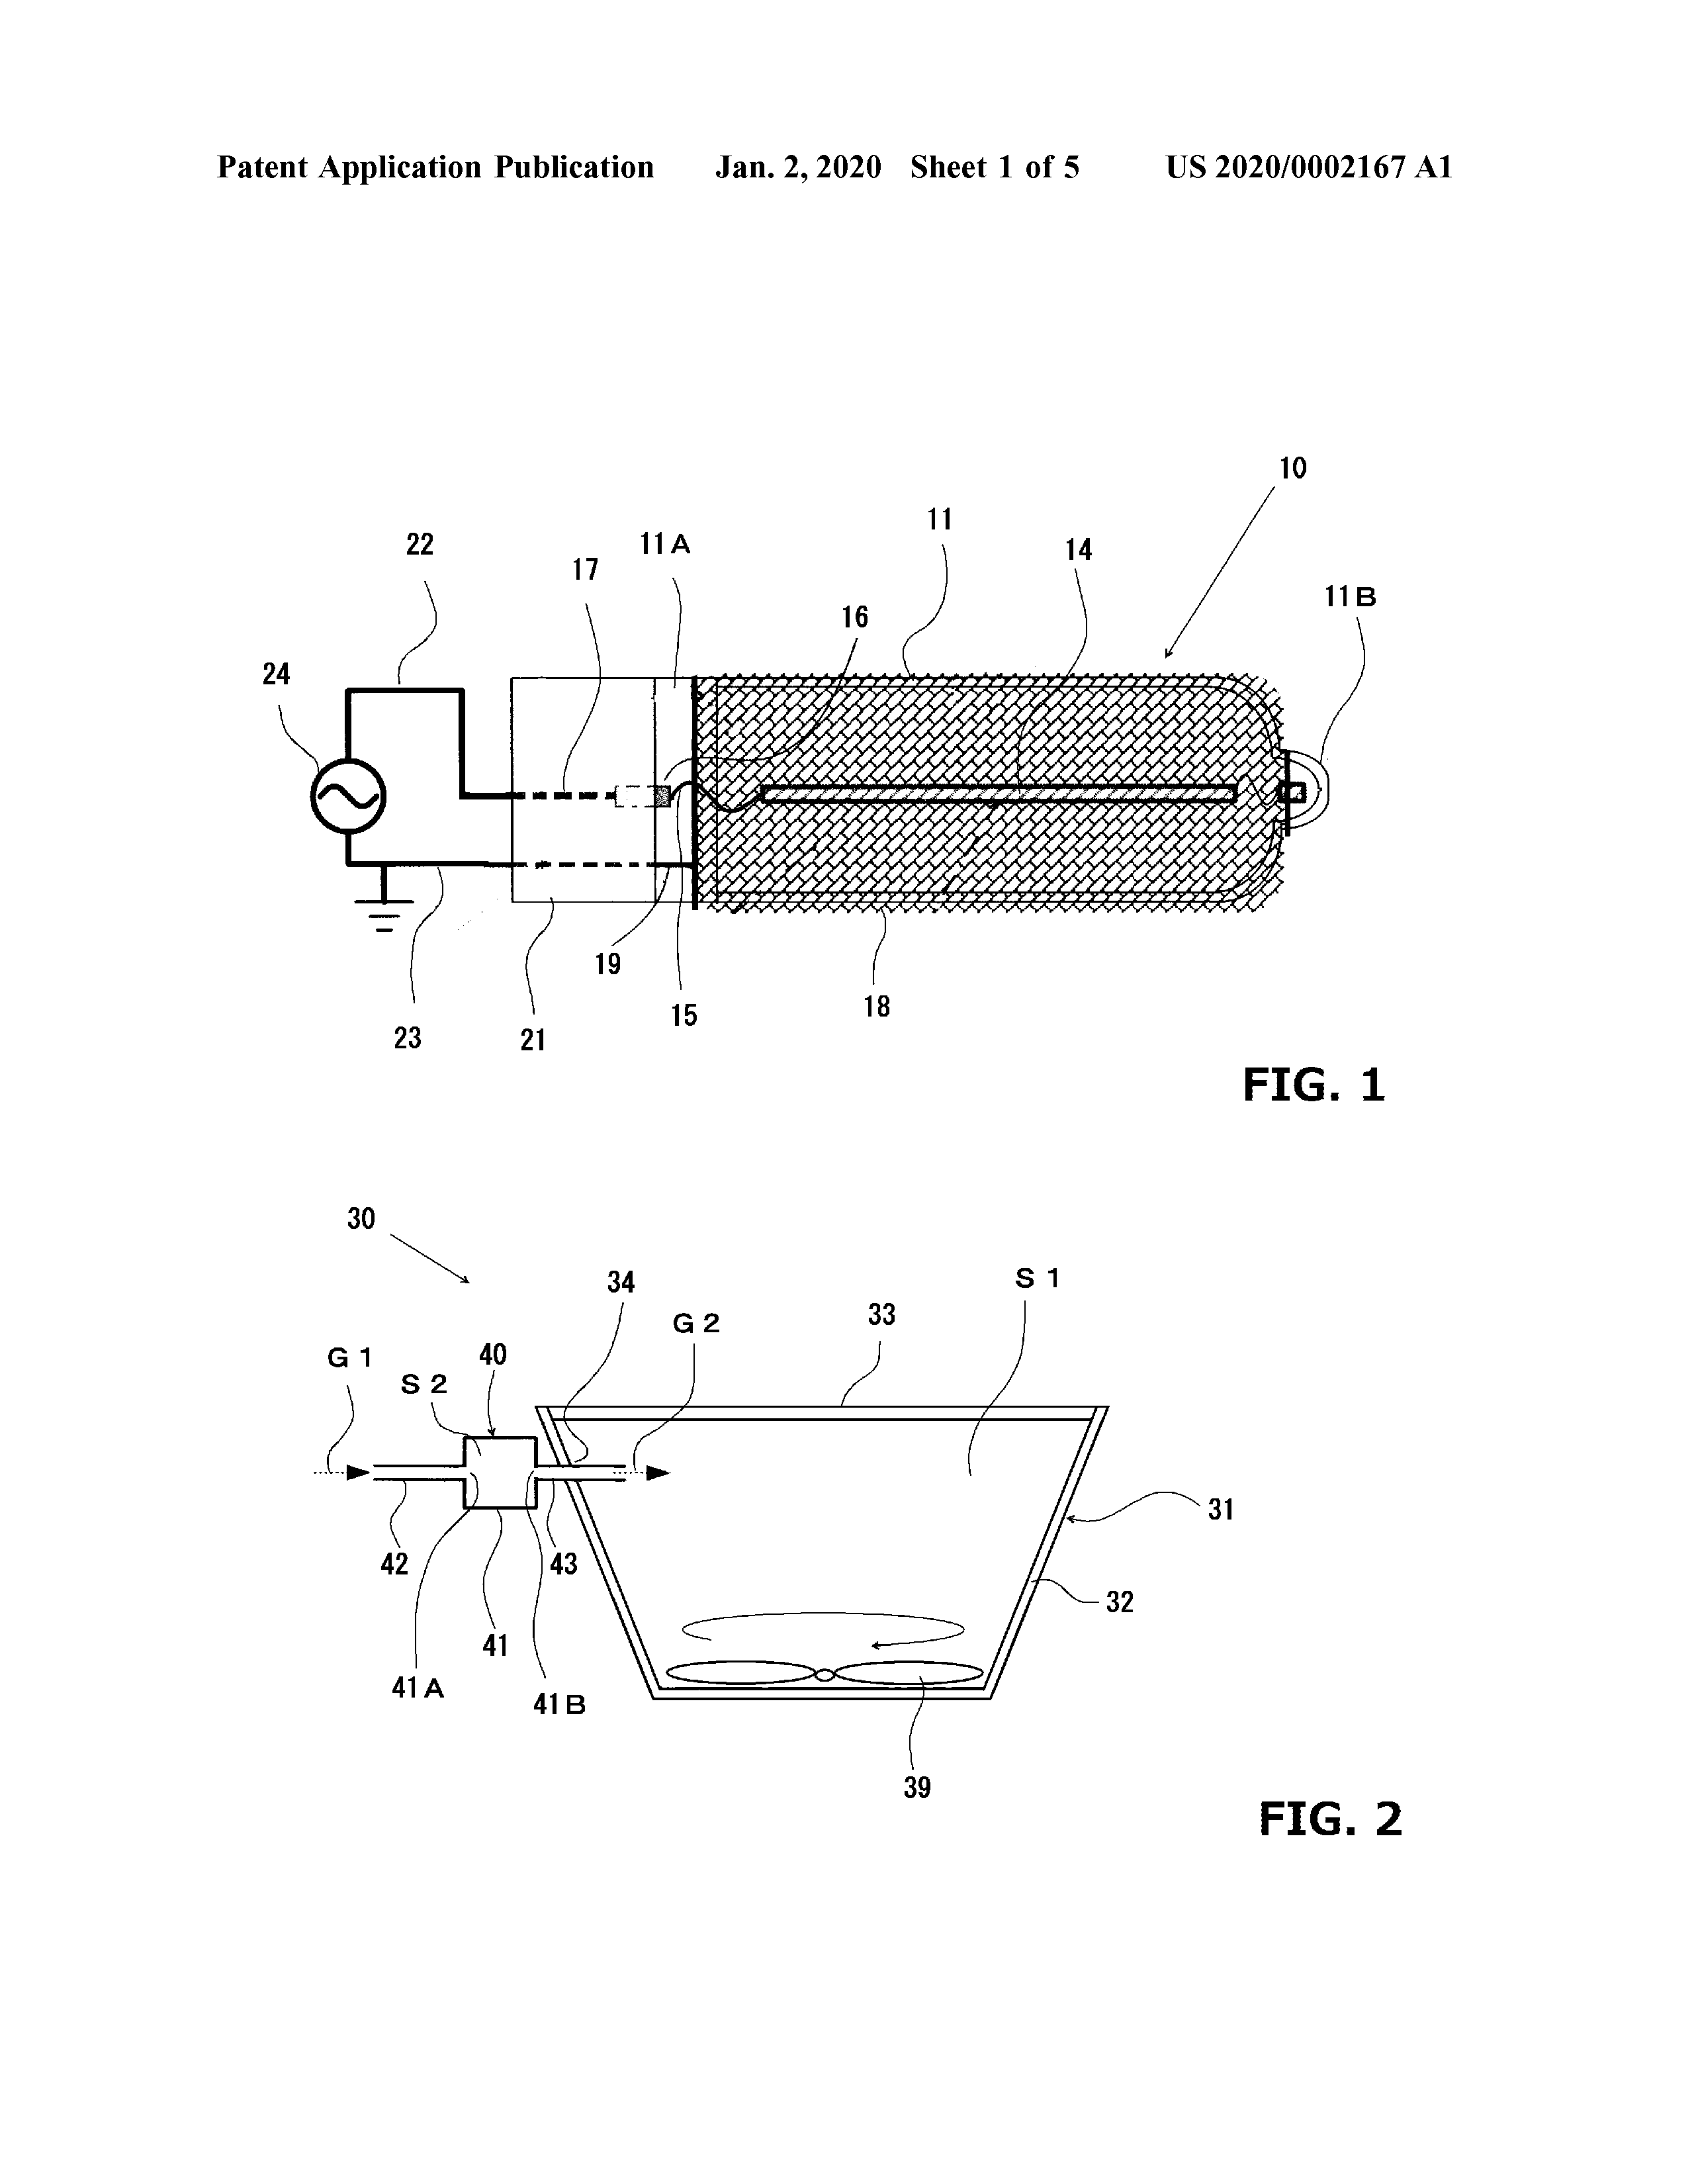 Patent Application Publication Jan. 2, 2020 Sheet 1 of 5 US 2020/0002167 A1
10
11
22
11A
14
17
11B
16
24
19
18
15
23
21
FIG. 1
30
S1
34
33
G2
G1
40
S2
31
42
43
32
41
41A
41B
39
FIG. 2